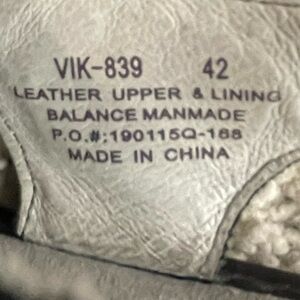 VIK-839 42
LEATHER UPPER & LINING
BALANCE MANMADE
P.O.#:190115Q-188
MADE IN CHINA